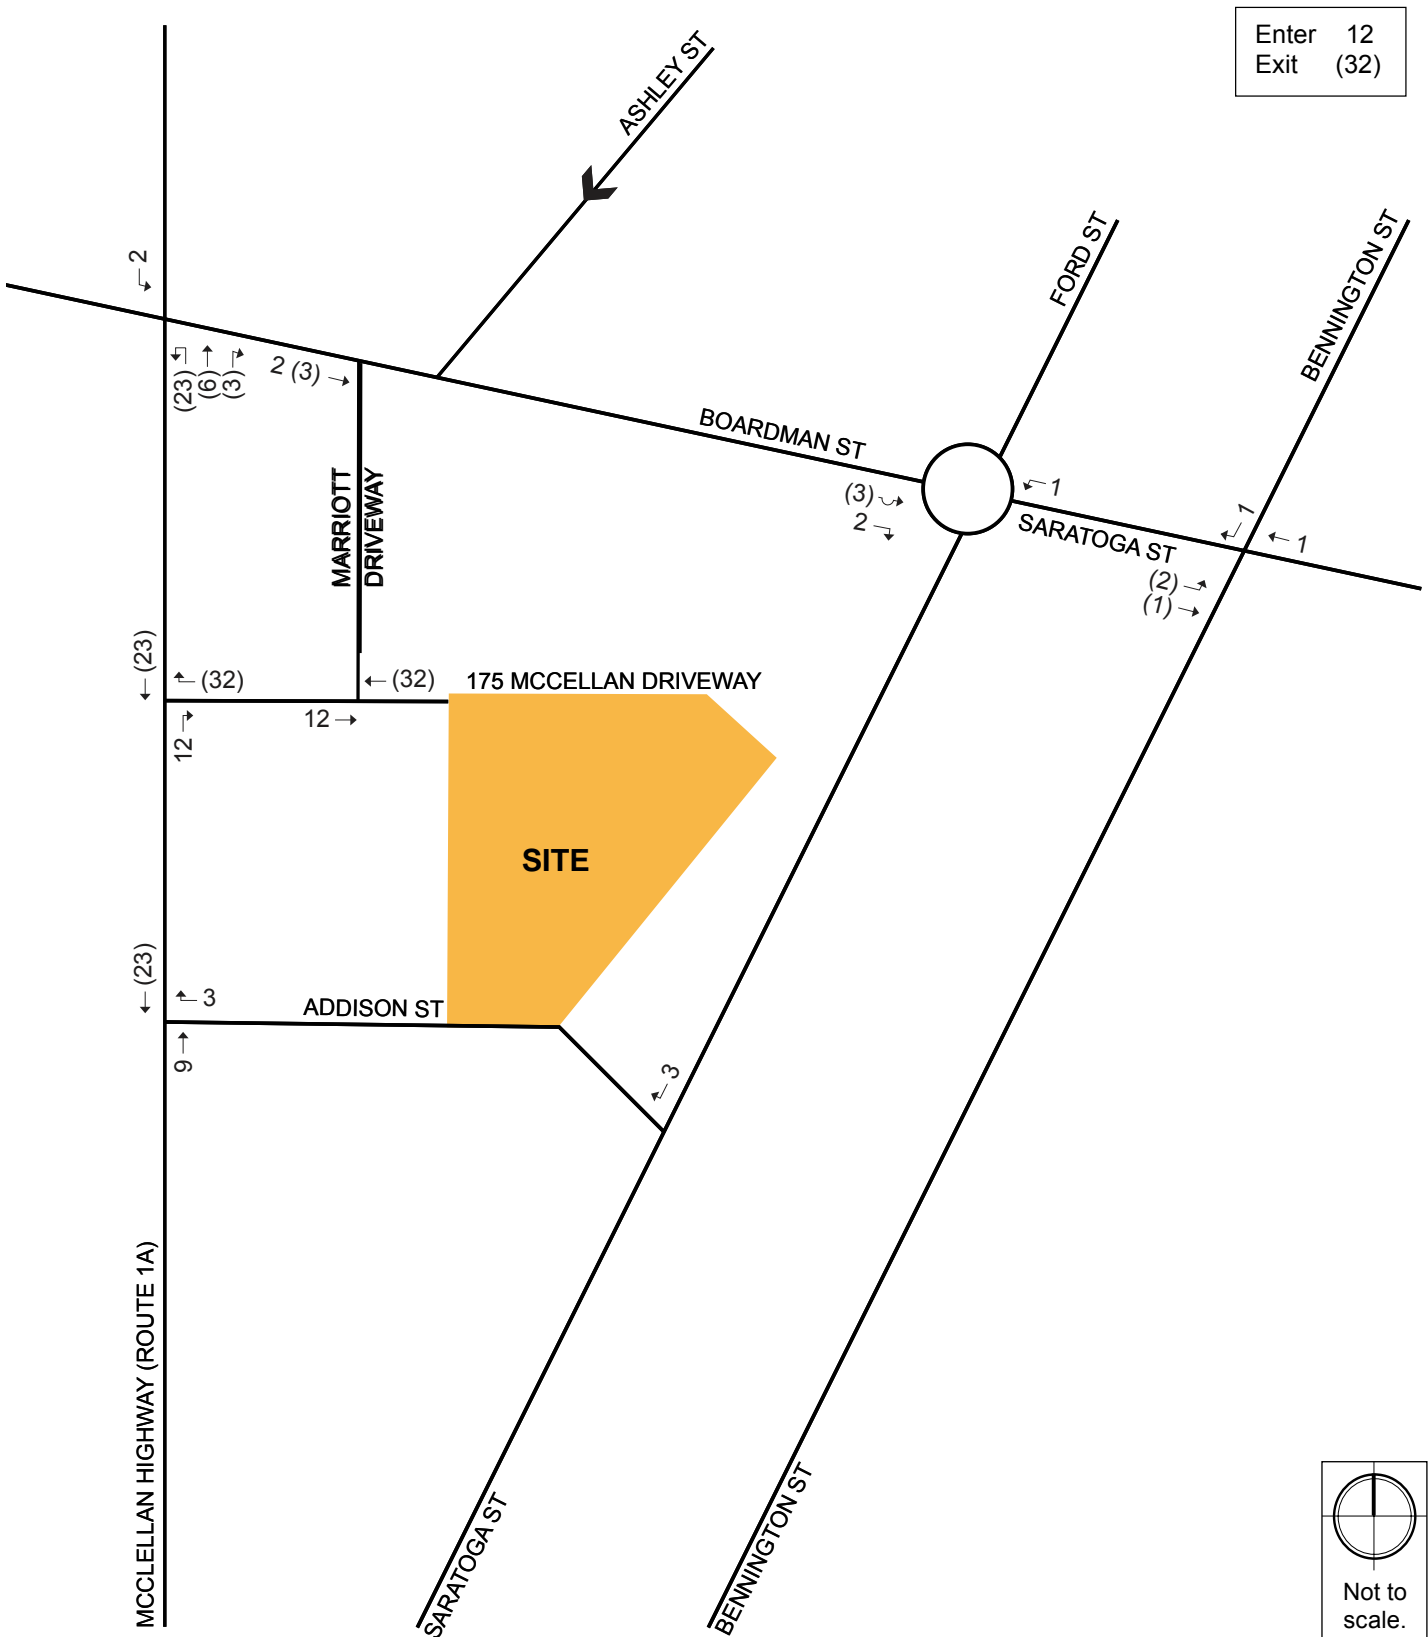 Enter 12
Exit (32)
ASHLEY ST
FORD ST
BENNINGTON ST
2
(23)
(6)
(3)
2 (3)
BOARDMAN ST
MARRIOTT
DRIVEWAY
(3)
2
1
SARATOGA ST
1
1
(2)
(1)
(23)
(32)
(32)
175 MCCELLAN DRIVEWAY
12
12
SITE
(23)
3
ADDISON ST
9
3
MCCLELLAN HIGHWAY (ROUTE 1A)
SARATOGA ST
BENNINGTON ST
Not to
scale.